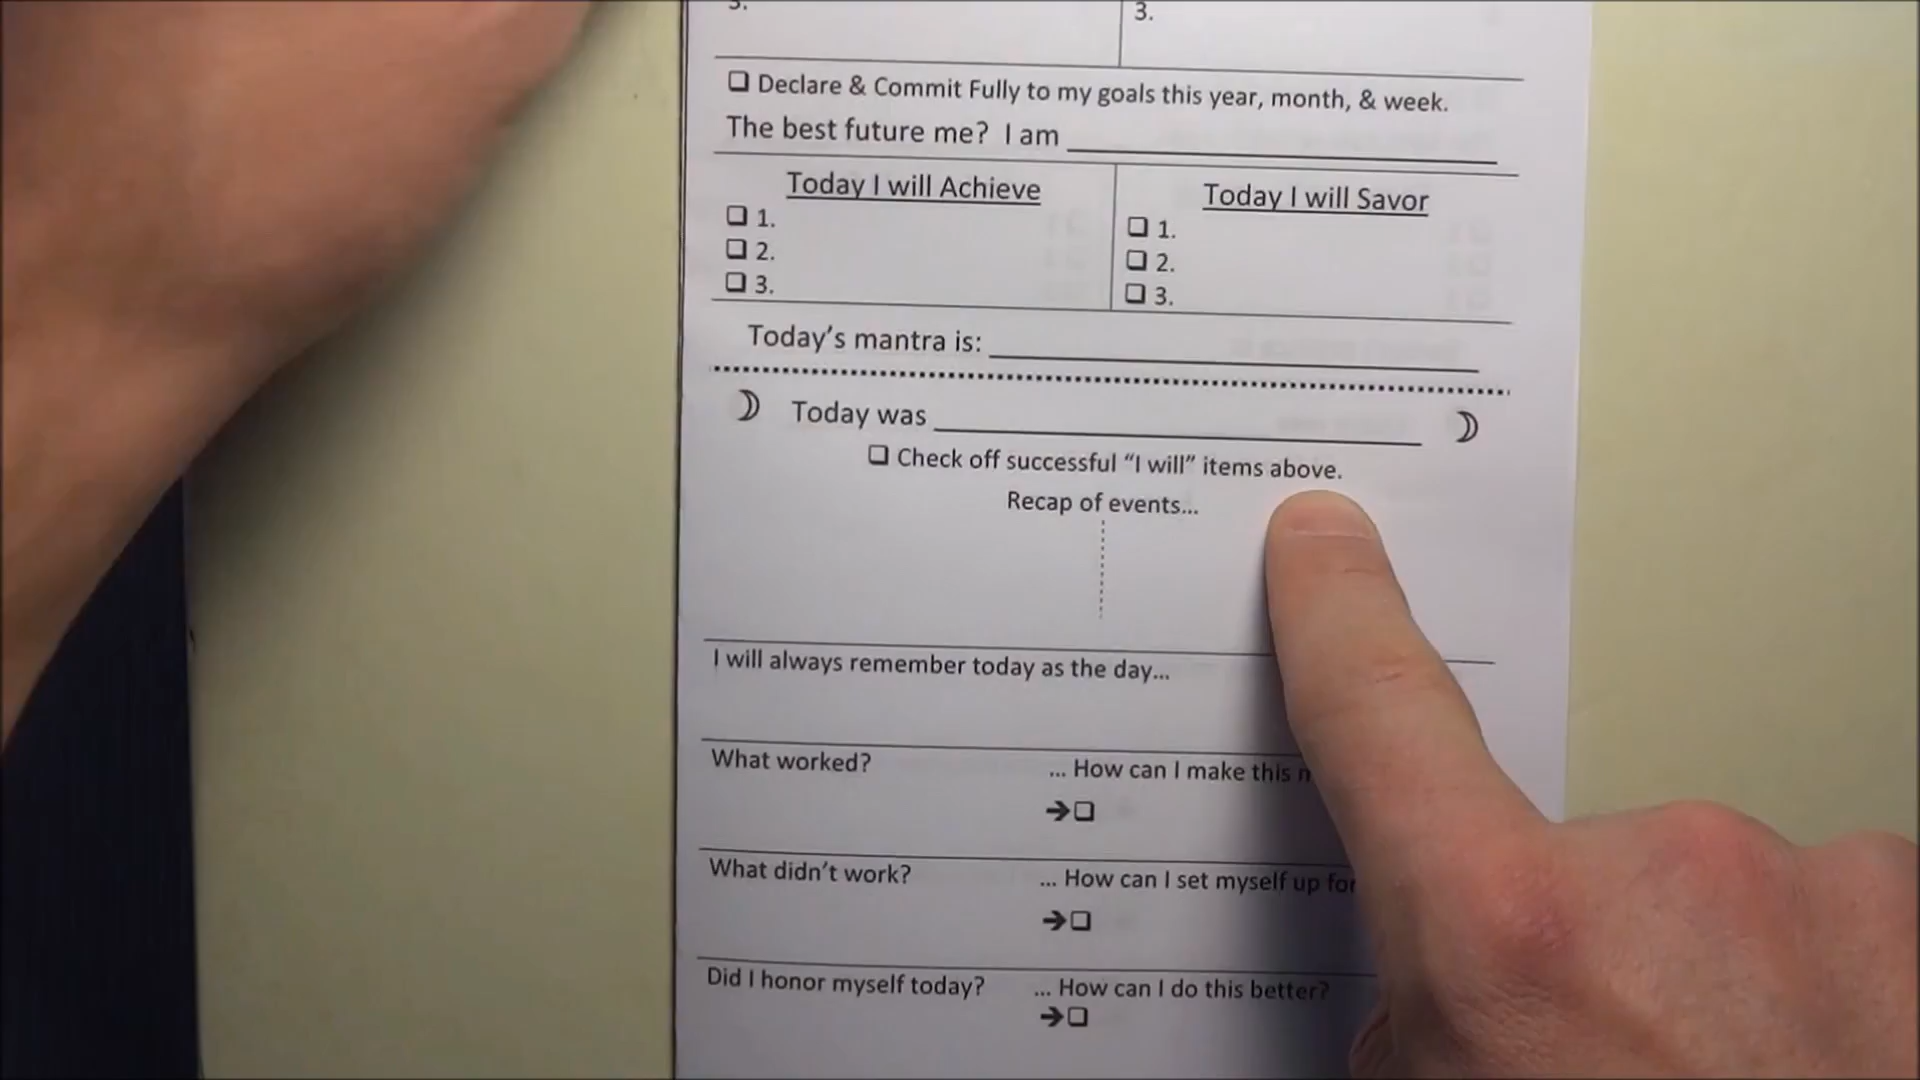 3.
❑ Declare & Commit Fully to my goals this year, month, & week.
The best future me? I am
Today I will Achieve
❑ 1.
❑ 2.
❑ 3.
Today I will Savor
❑ 1.
❑ 2.
❑ 3.
Today's mantra is:
Today was
❑ Check off successful “I will” items above.
Recap of events...
I will always remember today as the day...
What worked?
... How can I make this
➔❑
What didn't work?
... How can I set myself up for
➔❑
Did I honor myself today?
... How can I do this better?
➔❑